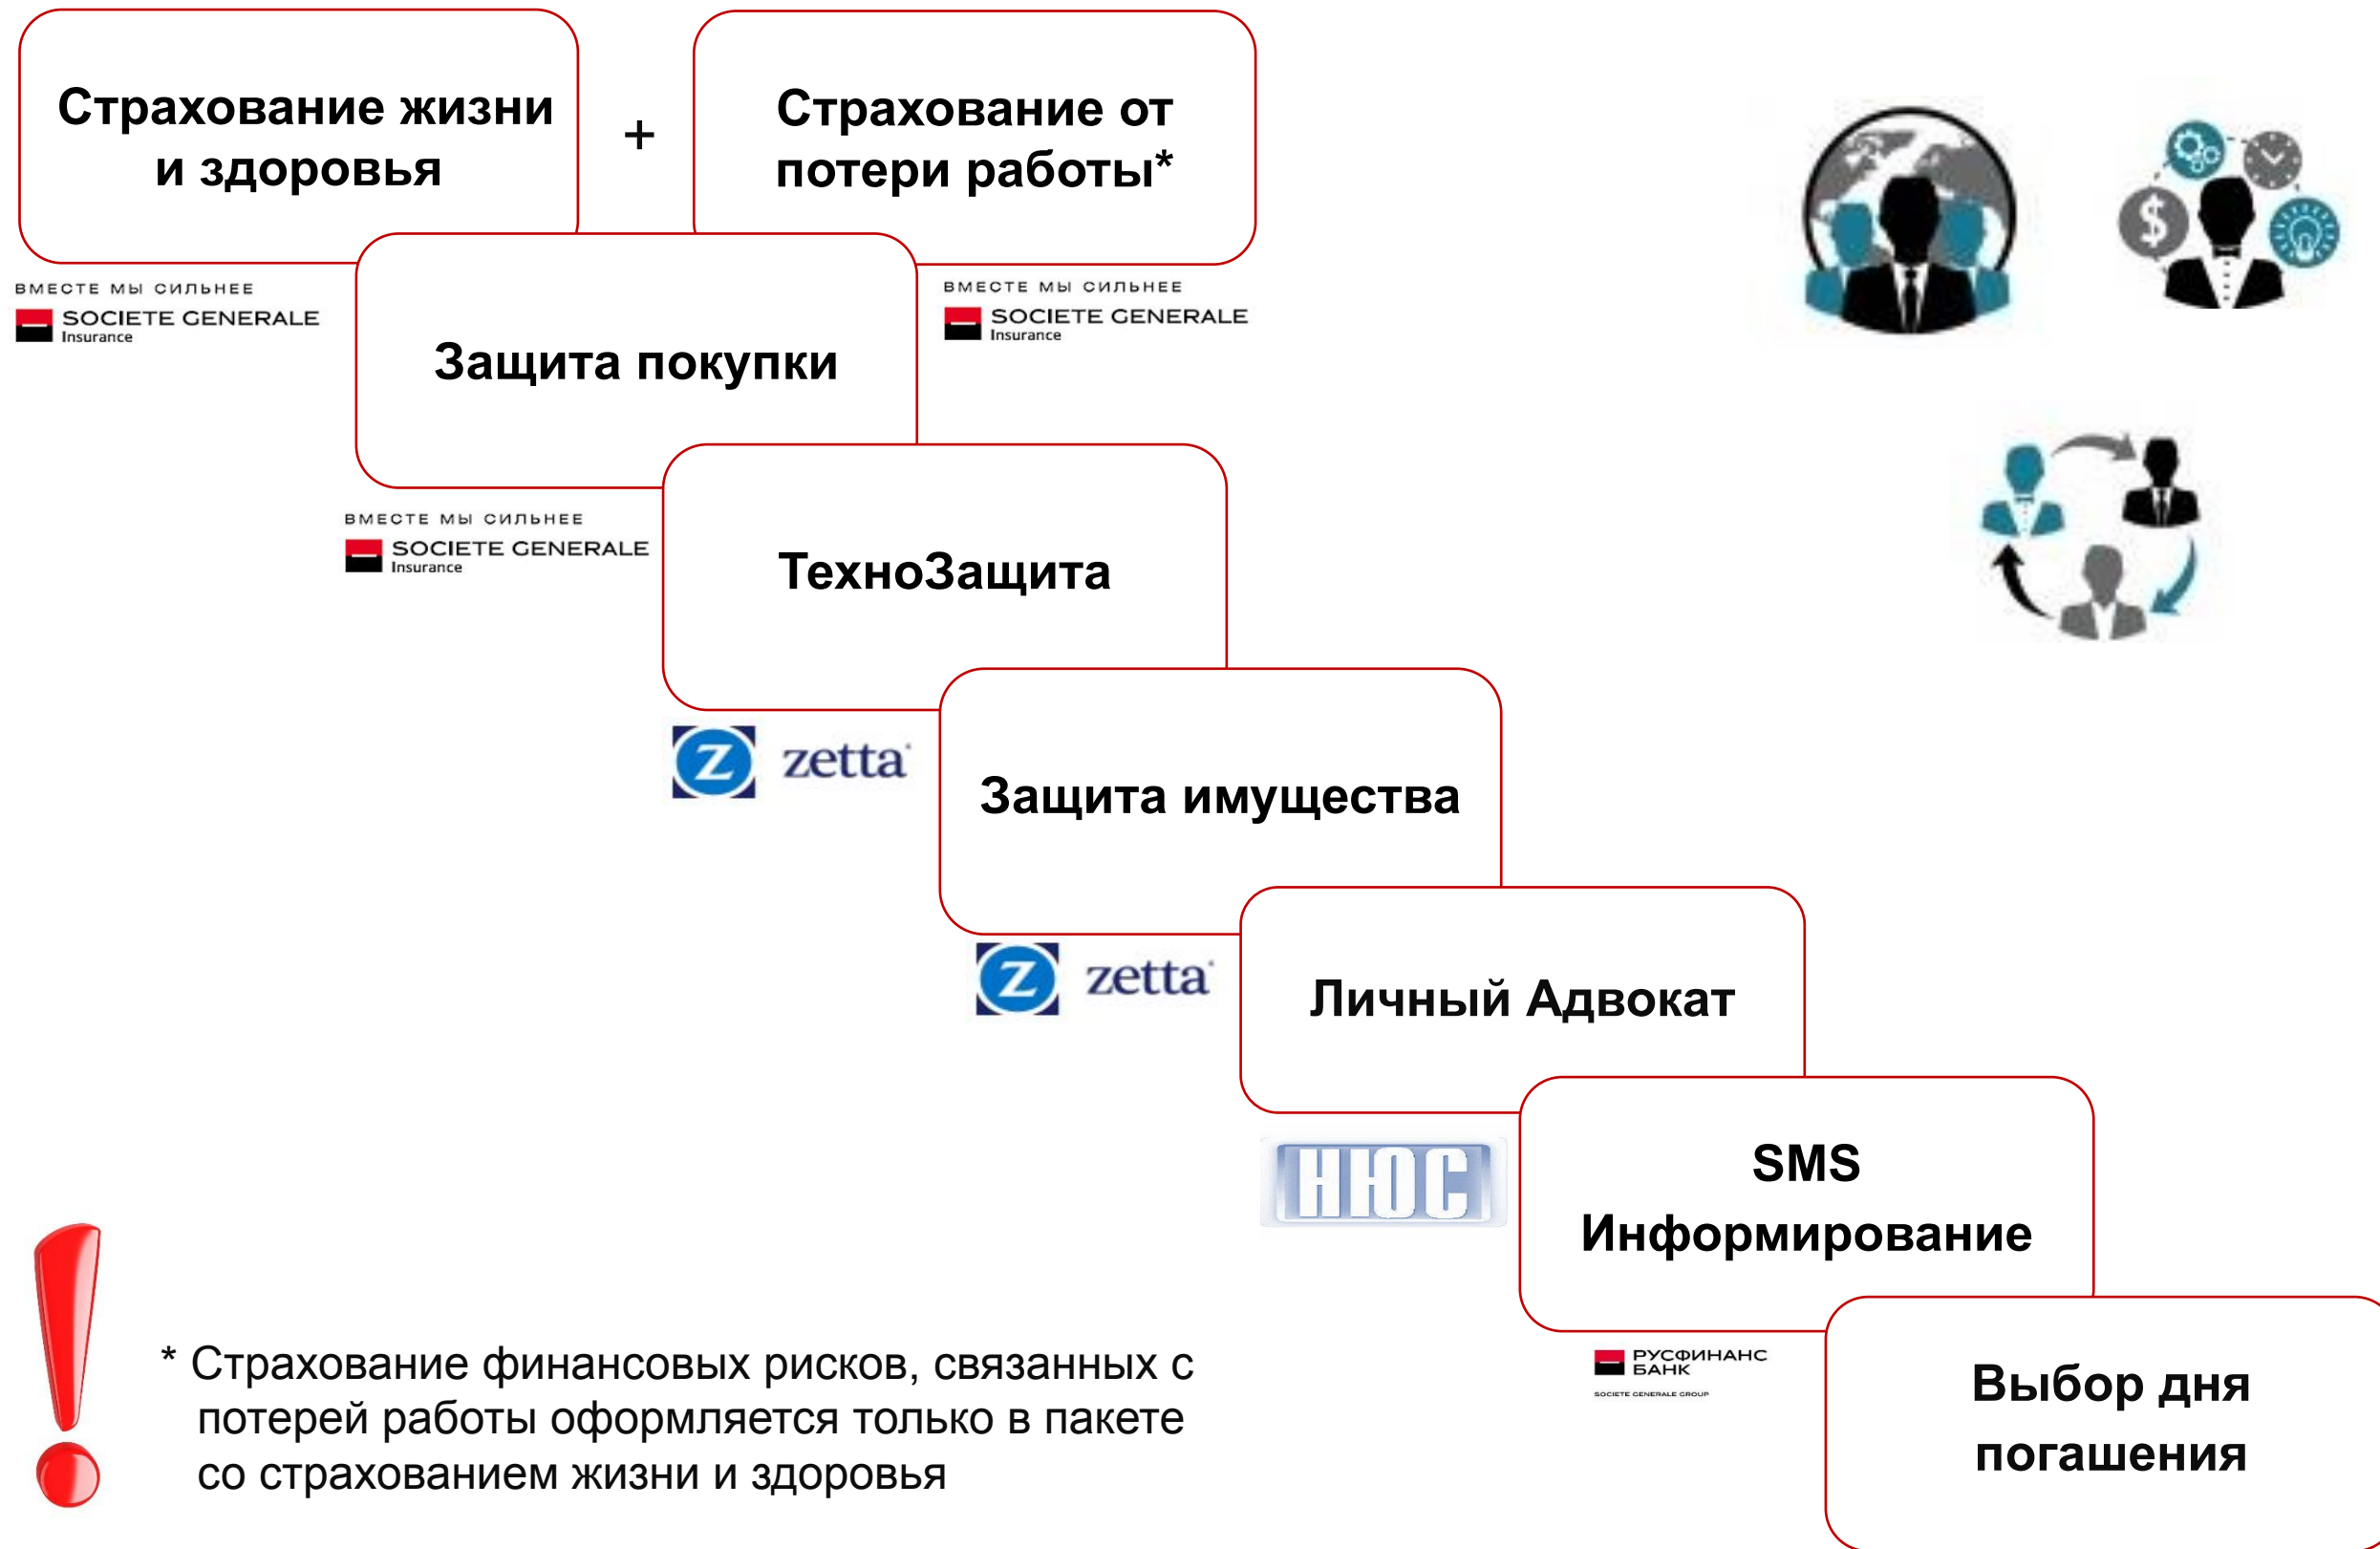 Страхование жизни
и здоровья
+
Страхование от
потери работы*
ВМЕСТЕ МЫ СИЛЬНЕЕ
SOCIETE GENERALE
Insurance
ВМЕСТЕ МЫ СИЛЬНЕЕ
SOCIETE GENERALE
Insurance
Защита покупки
ВМЕСТЕ МЫ СИЛЬНЕЕ
SOCIETE GENERALE
Insurance
ТехноЗащита
Z zetta
Защита имущества
Z zetta
Личный Адвокат
НЮС
SMS
Информирование
РУСФИНАНС
БАНК
SOCIETE GENERALE GROUP
Выбор дня
погашения
* Страхование финансовых рисков, связанных с
потерей работы оформляется только в пакете
со страхованием жизни и здоровья
$